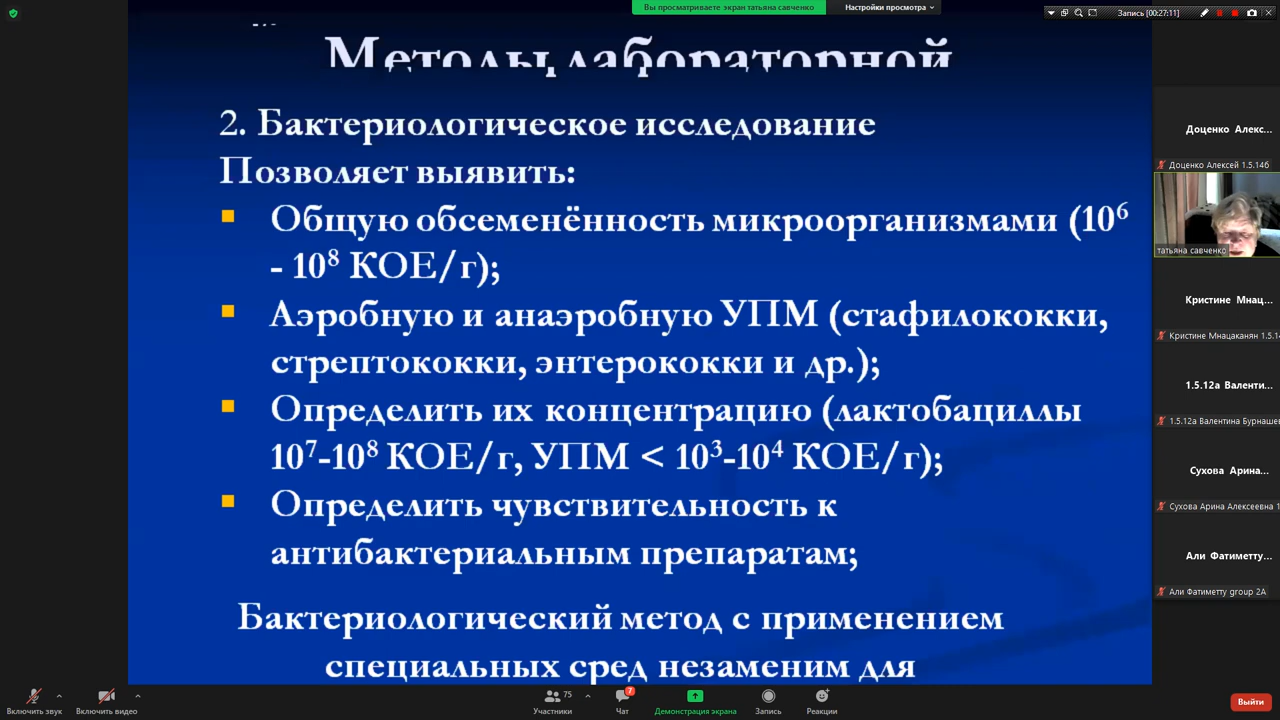 Вы просматриваете экран татьяна савченко
Настройки просмотра
Запись [00:27:11]
Методы лабораторной
2. Бактериологическое исследование
Позволяет выявить:
Общую обсеменённость микроорганизмами (10⁶
- 10⁸ КОЕ/г);
Аэробную и анаэробную УПМ (стафилококки,
стрептококки, энтерококки и др.);
Определить их концентрацию (лактобациллы
10⁷-10⁸ КОЕ/г, УПМ < 10³-10⁴ КОЕ/г);
Определить чувствительность к
антибактериальным препаратам;
Бактериологический метод с применением
специальных сред незаменим для
Доценко Алекс...
Доценко Алексей 1.5.14б
татьяна савченко
Кристине Мнац...
Кристине Мнацаканян 1.5.14
1.5.12а Валенти...
1.5.12а Валентина Бурнашев
Сухова Арина...
Сухова Арина Алексеевна 1
Али Фатиметту...
Али Фатиметту group 2A
Включить звук
Включить видео
75
Участники
7
Чат
Демонстрация экрана
Запись
Реакции
Выйти